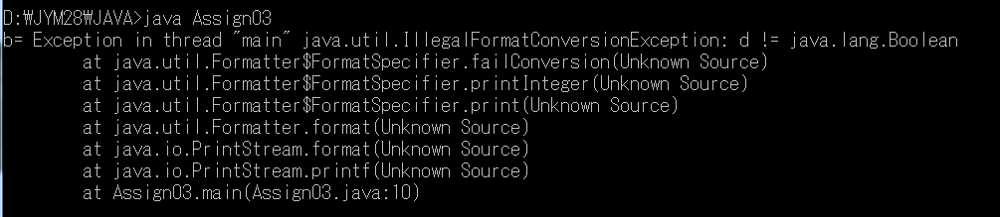 D:₩JYM28₩JAVA>java Assign03
b= Exception in thread "main" java.util.IllegalFormatConversionException: d != java.lang.Boolean
at java.util.Formatter$FormatSpecifier.failConversion(Unknown Source)
at java.util.Formatter$FormatSpecifier.printInteger(Unknown Source)
at java.util.Formatter$FormatSpecifier.print(Unknown Source)
at java.util.Formatter.format(Unknown Source)
at java.io.PrintStream.format(Unknown Source)
at java.io.PrintStream.printf(Unknown Source)
at Assign03.main(Assign03.java:10)